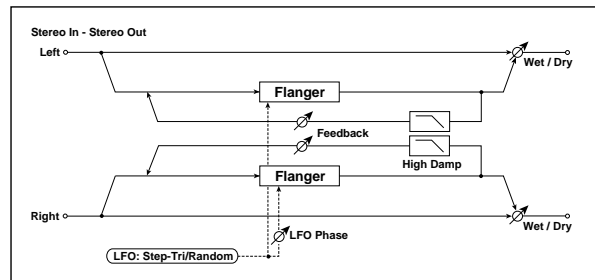 Stereo In - Stereo Out
Left
Wet / Dry
Flanger
Feedback
High Damp
Flanger
Right
LFO Phase
Wet / Dry
LFO: Step-Tri/Random